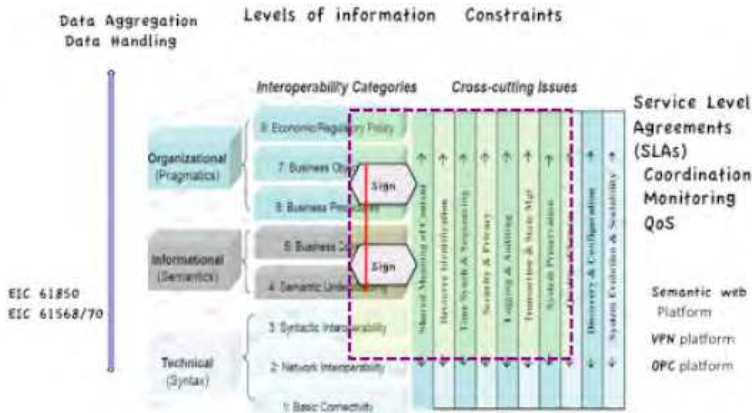 Data Aggregation
Data Handling
Levels of information
Constraints
Interoperability Categories
Cross-cutting Issues
8: Economic/Regulatory Policy
Organizational
(Pragmatics)
7: Business
6: Business
Sign
Informational
(Semantics)
5: Business
4: Semantic
Sign
3: Syntactic Interoperability
Technical
(Syntax)
2: Network Interoperability
1: Basic Connectivity
Shared Meaning of Content
Resource Identification
Time Synch & Sequencing
Security & Privacy
Logging & Auditing
Transaction & State Mgt
System Preservation
Discovery & Configuration
System Evolution & Scalability
EIC 61850
EIC 61568/70
Service Level
Agreements
(SLAs)
Coordination
Monitoring
QoS
Semantic web
Platform
VPN platform
OPC platform